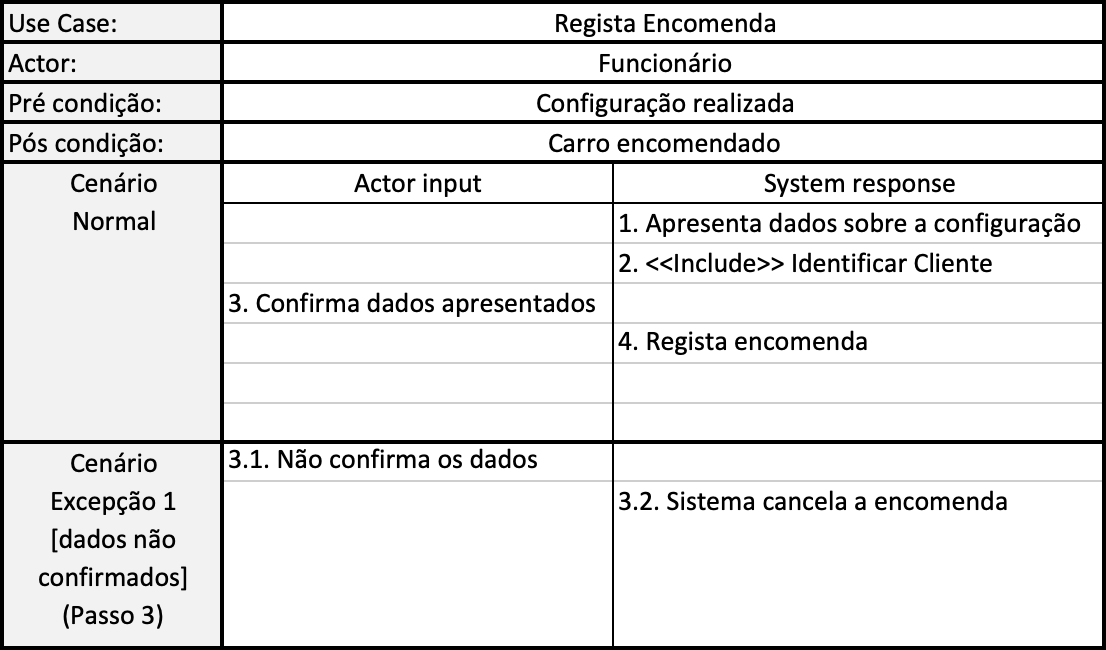 Use Case: Regista Encomenda
Actor: Funcionário
Pré condição: Configuração realizada
Pós condição: Carro encomendado
Cenário Normal
Actor input System response
1. Apresenta dados sobre a configuração
2. <<Include>> Identificar Cliente
3. Confirma dados apresentados
4. Regista encomenda
Cenário
Excepção 1
[dados não
confirmados]
(Passo 3)
3.1. Não confirma os dados
3.2. Sistema cancela a encomenda